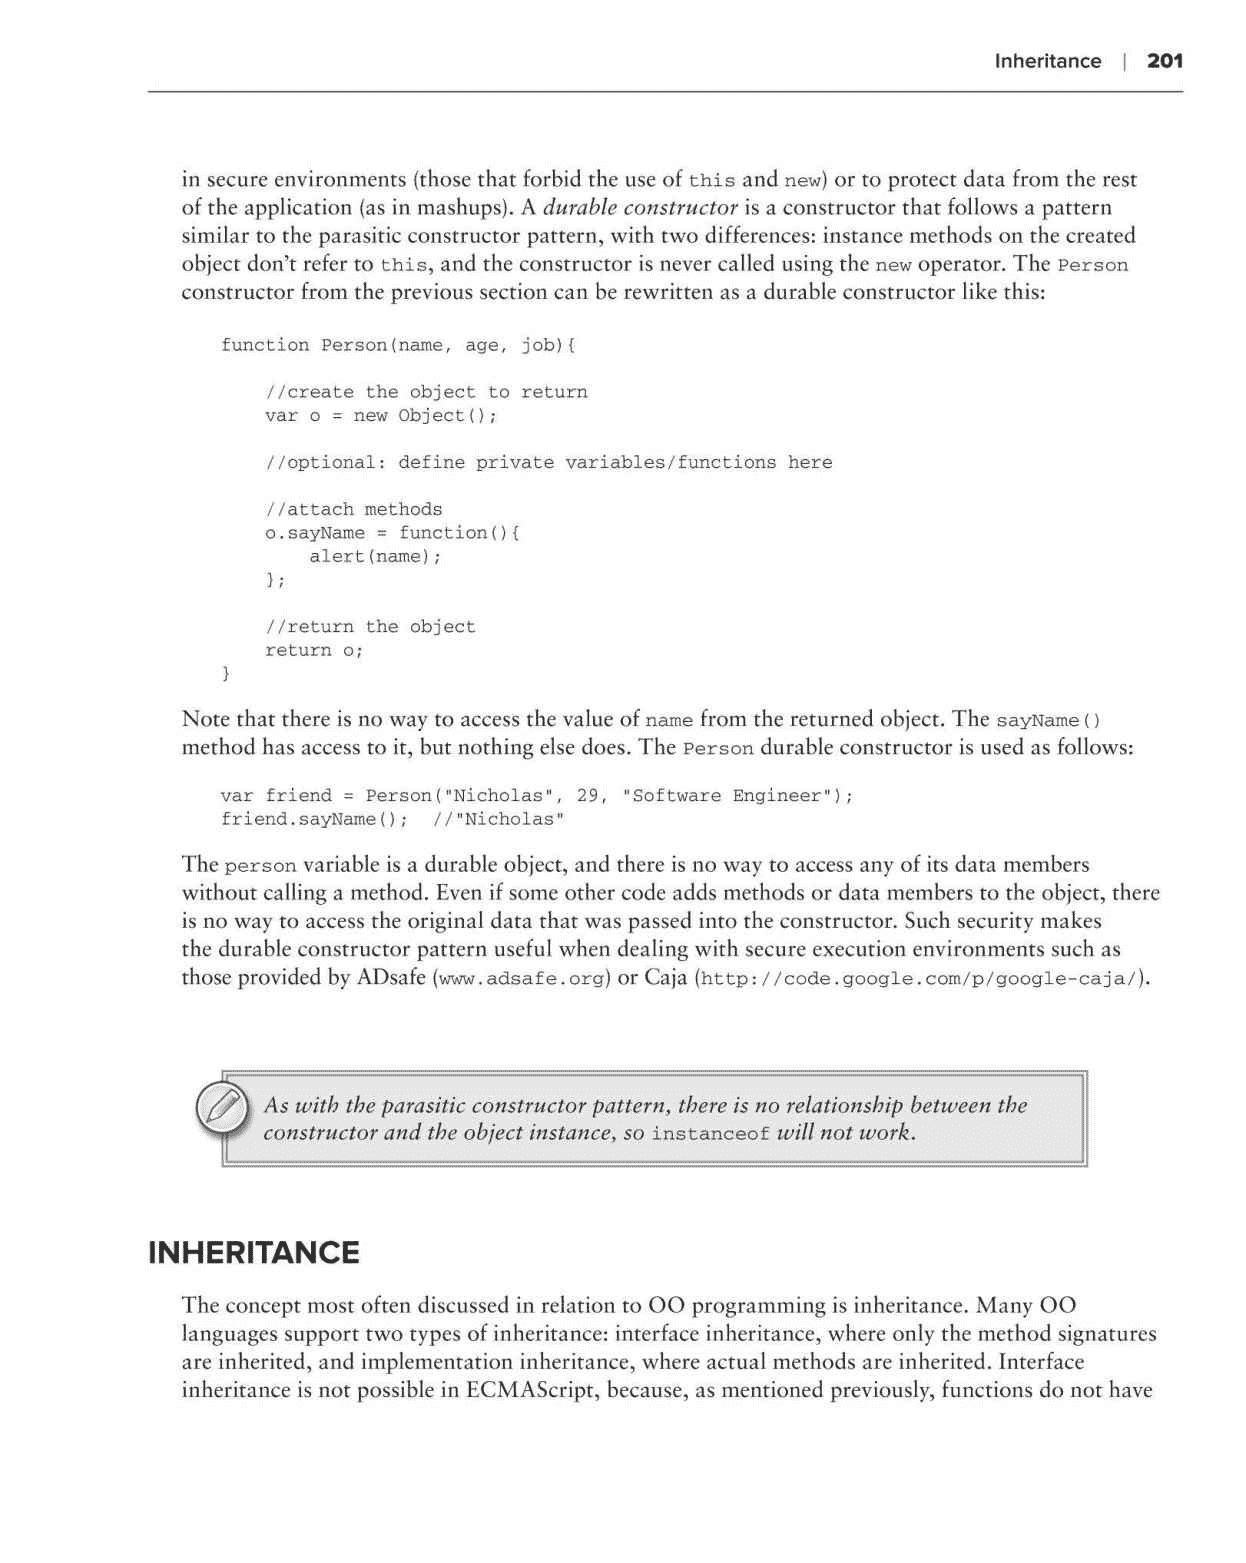 Inheritance | 201
in secure environments (those that forbid the use of this and new) or to protect data from the rest
of the application (as in mashups). A durable constructor is a constructor that follows a pattern
similar to the parasitic constructor pattern, with two differences: instance methods on the created
object don't refer to this, and the constructor is never called using the new operator. The Person
constructor from the previous section can be rewritten as a durable constructor like this:
function Person(name, age, job){
//create the object to return
var o = new Object();
//optional: define private variables/functions here
//attach methods
o.sayName = function(){
alert(name);
};
//return the object
return o;
}
Note that there is no way to access the value of name from the returned object. The sayName()
method has access to it, but nothing else does. The Person durable constructor is used as follows:
var friend = Person("Nicholas", 29, "Software Engineer");
friend.sayName();  //"Nicholas"
The person variable is a durable object, and there is no way to access any of its data members
without calling a method. Even if some other code adds methods or data members to the object, there
is no way to access the original data that was passed into the constructor. Such security makes
the durable constructor pattern useful when dealing with secure execution environments such as
those provided by ADsafe (www.adsafe.org) or Caja (http://code.google.com/p/google-caja/).
As with the parasitic constructor pattern, there is no relationship between the
constructor and the object instance, so instanceof will not work.
INHERITANCE
The concept most often discussed in relation to OO programming is inheritance. Many OO
languages support two types of inheritance: interface inheritance, where only the method signatures
are inherited, and implementation inheritance, where actual methods are inherited. Interface
inheritance is not possible in ECMAScript, because, as mentioned previously, functions do not have